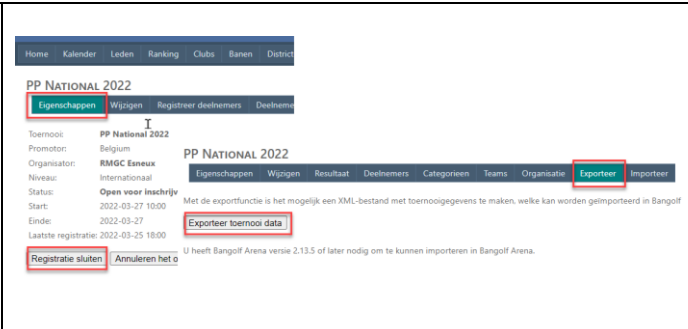 Home Kalender Leden Ranking Clubs Banen District
PP NATIONAL 2022
Eigenschappen Wijzigen Registreer deelnemers Deelneme
Toernooi: PP National 2022
Promotor: Belgium
Organisator: RMGC Esneux
Niveau: Internationaal
Status: Open voor inschrijv
Start: 2022-03-27 10:00
Einde: 2022-03-27
Laatste registratie: 2022-03-25 18:00
Registratie sluiten Annuleren het o
PP NATIONAL 2022
Eigenschappen Wijzigen Resultaat Deelnemers Categorieen Teams Organisatie Exporteer Importeer
Met de exportfunctie is het mogelijk een XML-bestand met toernooigegevens te maken, welke kan worden geïmporteerd in Bangolf
Exporteer toernooi data
U heeft Bangolf Arena versie 2.13.5 of later nodig om te kunnen importeren in Bangolf Arena.